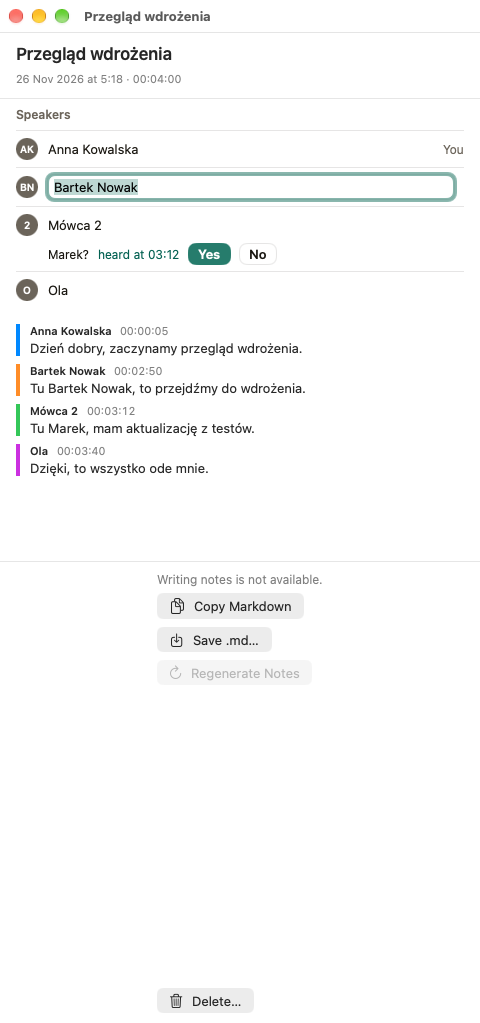 Przegląd wdrożenia
Przegląd wdrożenia
26 Nov 2026 at 5:18 · 00:04:00
Speakers
AK Anna Kowalska You
BN Bartek Nowak
2 Mówca 2
Marek? heard at 03:12 Yes No
O Ola
Anna Kowalska 00:00:05
Dzień dobry, zaczynamy przegląd wdrożenia.
Bartek Nowak 00:02:50
Tu Bartek Nowak, to przejdźmy do wdrożenia.
Mówca 2 00:03:12
Tu Marek, mam aktualizację z testów.
Ola 00:03:40
Dzięki, to wszystko ode mnie.
Writing notes is not available.
Copy Markdown
Save .md...
Regenerate Notes
Delete...